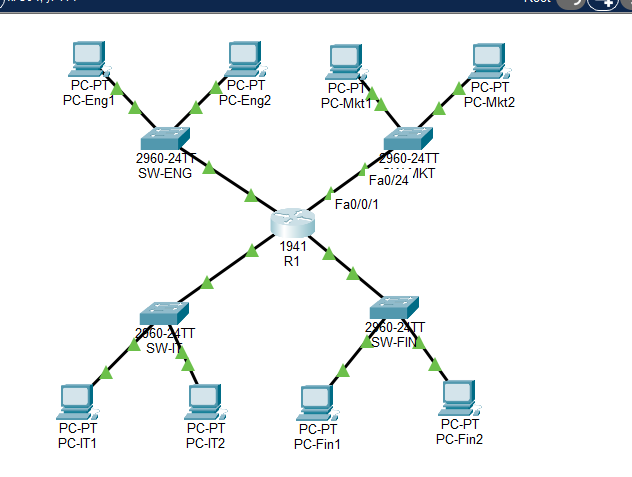 PC-PT
PC-Eng1
PC-PT
PC-Eng2
PC-PT
PC-Mkt1
PC-PT
PC-Mkt2
2960-24TT
SW-ENG
2960-24TT
Fa0/24
Fa0/0/1
1941
R1
2960-24TT
SW-IT
2960-24TT
SW-FIN
PC-PT
PC-IT1
PC-PT
PC-IT2
PC-PT
PC-Fin1
PC-PT
PC-Fin2